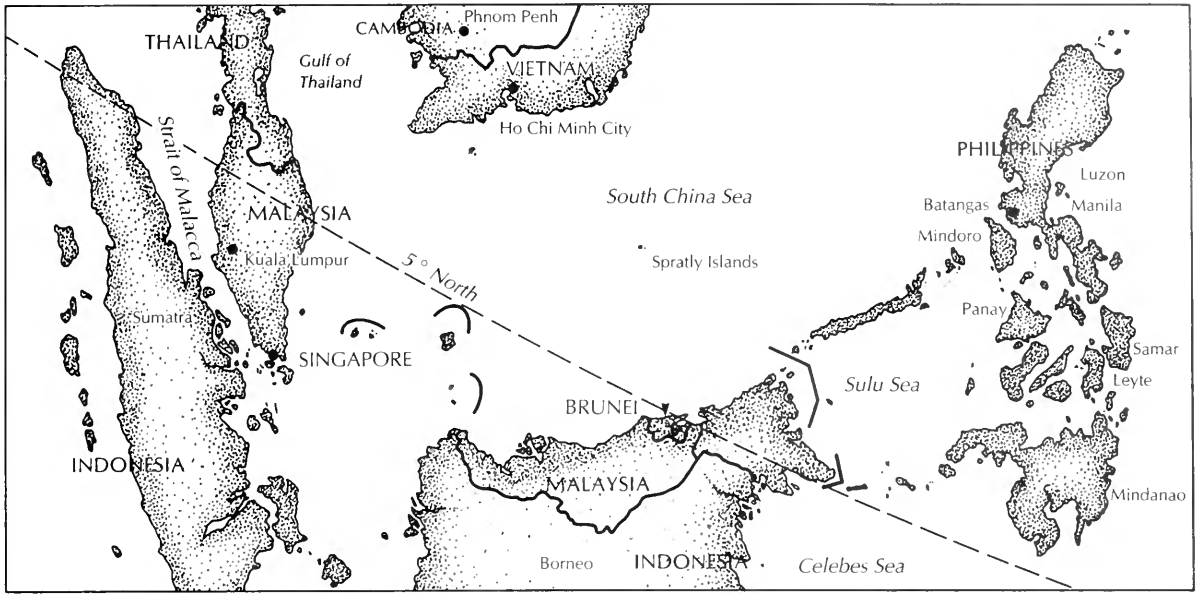 Phnom Penh
CAMBODIA
THAILAND
Gulf of
Thailand
VIETNAM
Ho Chi Minh City
Strait of Malacca
PHILIPPINES
Luzon
South China Sea
Batangas
Manila
MALAYSIA
Mindoro
Kuala Lumpur
5° North
Spratly Islands
Sumatra
Panay
SINGAPORE
Samar
Sulu Sea
Leyte
BRUNEI
INDONESIA
MALAYSIA
Mindanao
Borneo
INDONESIA
Celebes Sea